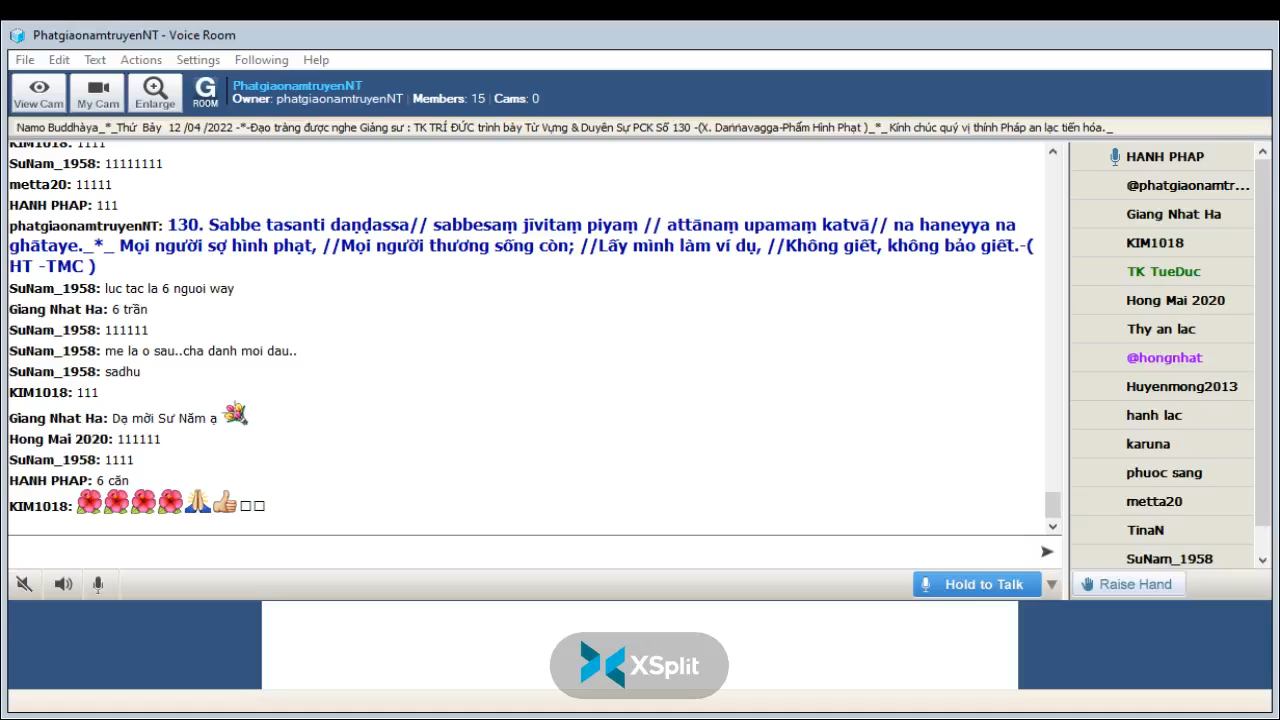 PhatgiaonamtruyenNT - Voice Room
File Edit Text Actions Settings Following Help
View Cam My Cam Enlarge G ROOM
PhatgiaonamtruyenNT
Owner: phatgiaonamtruyenNT | Members: 15 | Cams: 0
Namo Buddhàya_*_Thứ Bảy 12 /04 /2022 -*-Đạo tràng được nghe Giảng sư : TK TRÍ ĐỨC trình bày Từ Vựng & Duyên Sự PCK Số 130 -(X. Daṇṇavagga-Phẩm Hình Phạt )_*_ Kính chúc quý vị thính Pháp an lạc tiến hóa._
KIM1018: 1111
SuNam_1958: 11111111
metta20: 11111
HANH PHAP: 111
phatgiaonamtruyenNT: 130. Sabbe tasanti daṇḍassa// sabbesaṃ jīvitaṃ piyaṃ // attānaṃ upamaṃ katvā// na haneyya na
ghātaye._*_ Mọi người sợ hình phạt, //Mọi người thương sống còn; //Lấy mình làm ví dụ, //Không giết, không bảo giết.-(
HT -TMC )
SuNam_1958: luc tac la 6 nguoi way
Giang Nhat Ha: 6 trần
SuNam_1958: 111111
SuNam_1958: me la o sau..cha danh moi dau..
SuNam_1958: sadhu
KIM1018: 111
Giang Nhat Ha: Dạ mời Sư Năm ạ
Hong Mai 2020: 111111
SuNam_1958: 1111
HANH PHAP: 6 căn
KIM1018:
HANH PHAP
@phatgiaonamtr...
Giang Nhat Ha
KIM1018
TK TueDuc
Hong Mai 2020
Thy an lac
@hongnhat
Huyenmong2013
hanh lac
karuna
phuoc sang
metta20
TinaN
SuNam_1958
Hold to Talk
Raise Hand
XSplit